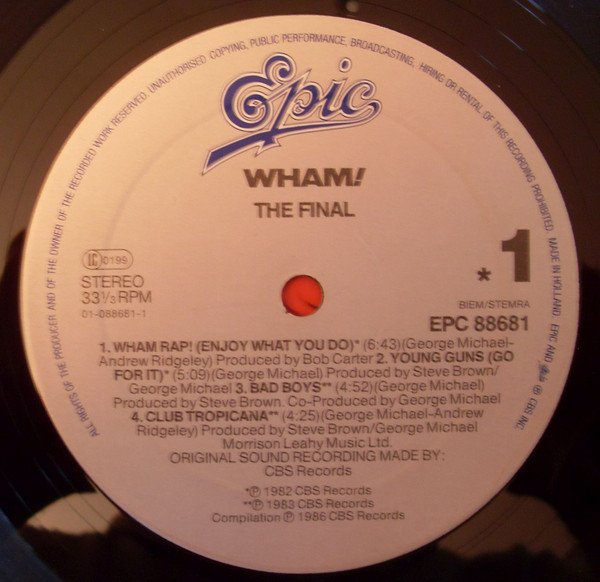 ALL RIGHTS OF THE PRODUCER AND OF THE OWNER OF THE RECORDED WORK RESERVED. UNAUTHORISED COPYING, PUBLIC PERFORMANCE, BROADCASTING, HIRING OR RENTAL OF THIS RECORDING PROHIBITED. MADE IN HOLLAND. EPIC AND ® CBS INC.
Epic
WHAM!
THE FINAL
LC 0199
STEREO
33⅓ RPM
01-088681-1
* 1
BIEM/STEMRA
EPC 88681
1. WHAM RAP! (ENJOY WHAT YOU DO)* (6:43)(George Michael-
Andrew Ridgeley) Produced by Bob Carter 2. YOUNG GUNS (GO
FOR IT)* (5:09)(George Michael) Produced by Steve Brown/
George Michael 3. BAD BOYS** (4:52)(George Michael)
Produced by Steve Brown. Co-Produced by George Michael
4. CLUB TROPICANA** (4:25)(George Michael-Andrew
Ridgeley) Produced by Steve Brown/George Michael
Morrison Leahy Music Ltd.
ORIGINAL SOUND RECORDING MADE BY:
CBS Records
*℗ 1982 CBS Records
**℗ 1983 CBS Records
Compilation ℗ 1986 CBS Records